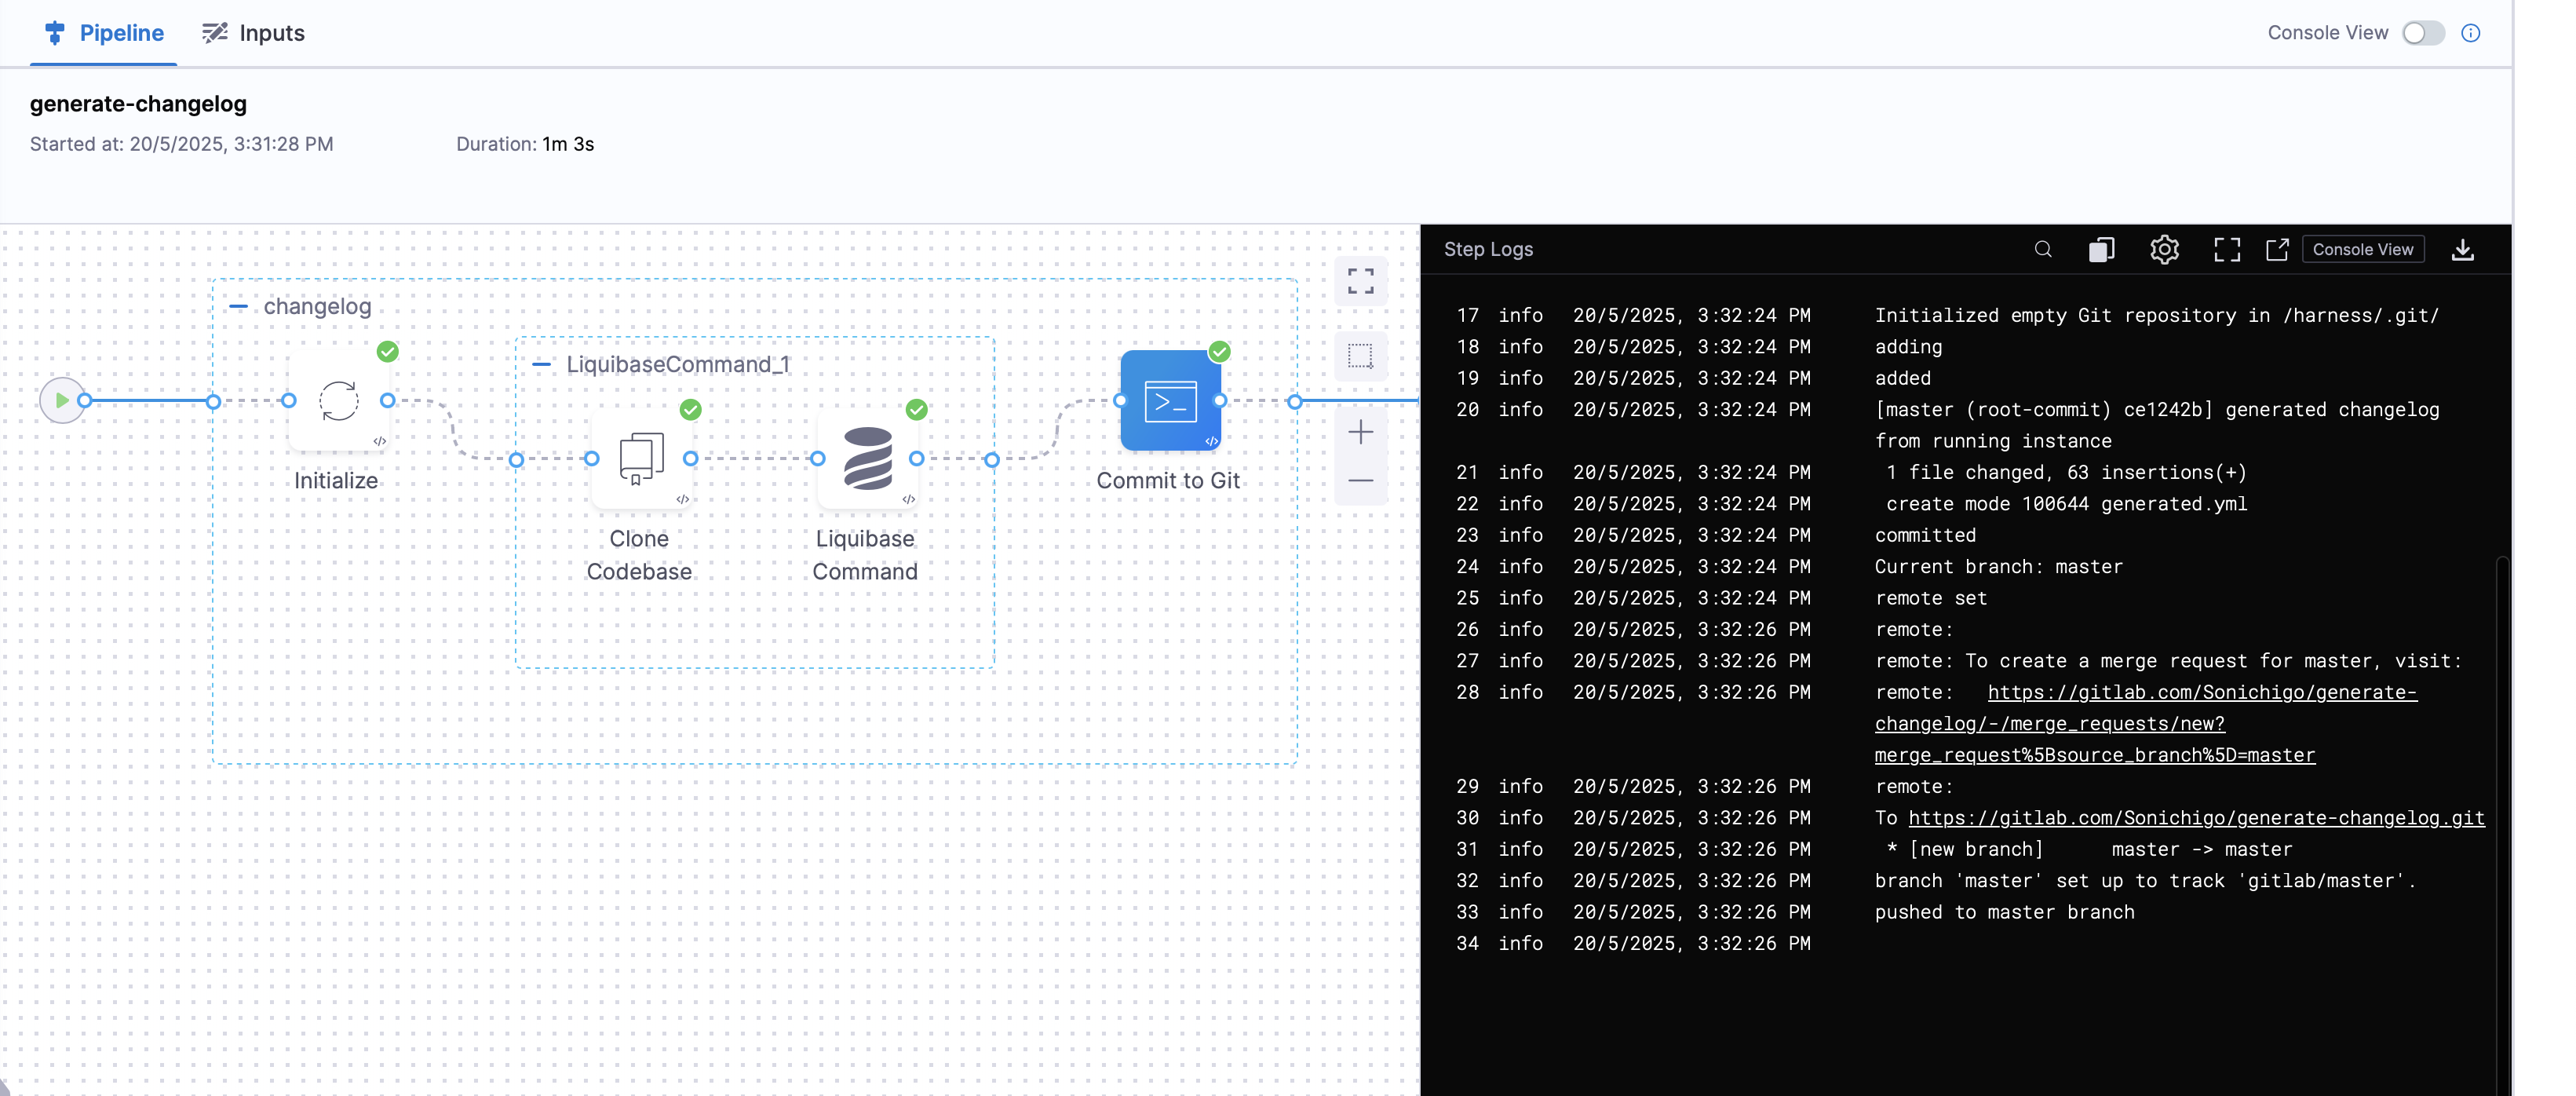 Pipeline
Inputs
Console View
generate-changelog
Started at: 20/5/2025, 3:31:28 PM
Duration: 1m 3s
changelog
Initialize
LiquibaseCommand_1
Clone
Codebase
Liquibase
Command
Commit to Git
Step Logs
Console View
17 info 20/5/2025, 3:32:24 PM Initialized empty Git repository in /harness/.git/
18 info 20/5/2025, 3:32:24 PM adding
19 info 20/5/2025, 3:32:24 PM added
20 info 20/5/2025, 3:32:24 PM [master (root-commit) ce1242b] generated changelog
from running instance
21 info 20/5/2025, 3:32:24 PM 1 file changed, 63 insertions(+)
22 info 20/5/2025, 3:32:24 PM create mode 100644 generated.yml
23 info 20/5/2025, 3:32:24 PM committed
24 info 20/5/2025, 3:32:24 PM Current branch: master
25 info 20/5/2025, 3:32:24 PM remote set
26 info 20/5/2025, 3:32:26 PM remote:
27 info 20/5/2025, 3:32:26 PM remote: To create a merge request for master, visit:
28 info 20/5/2025, 3:32:26 PM remote: https://gitlab.com/Sonichigo/generate-
changelog/-/merge_requests/new?
merge_request%5Bsource_branch%5D=master
29 info 20/5/2025, 3:32:26 PM remote:
30 info 20/5/2025, 3:32:26 PM To https://gitlab.com/Sonichigo/generate-changelog.git
31 info 20/5/2025, 3:32:26 PM * [new branch] master -> master
32 info 20/5/2025, 3:32:26 PM branch 'master' set up to track 'gitlab/master'.
33 info 20/5/2025, 3:32:26 PM pushed to master branch
34 info 20/5/2025, 3:32:26 PM